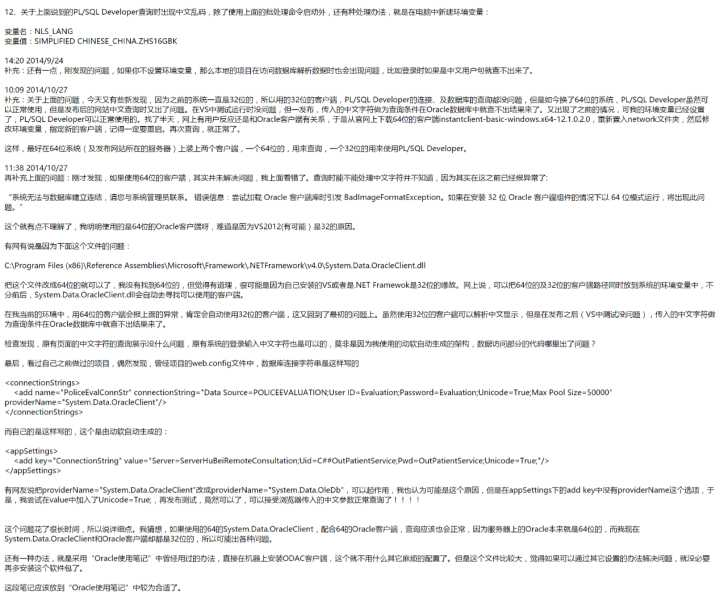 12、关于上面说到的PL/SQL Developer查询时出现中文乱码，除了使用上面的批处理命令启动外，还有种处理办法，就是在电脑中新建环境变量：
变量名：NLS_LANG
变量值：SIMPLIFIED CHINESE_CHINA.ZHS16GBK
14:20 2014/9/24
补充：还有一点，刚发现的问题，如果你不设置环境变量，那么本地的项目在访问数据库解析数据时也会出现问题，比如登录时如果是中文用户句就查不出来了。
10:09 2014/10/27
补充：关于上面的问题，今天又有些新发现，因为之前的系统一直是32位的，所以用的32位的客户端，PL/SQL Developer的连接、及数据库的查询都没问题，但是如今换了64位的系统，PL/SQL Developer虽然可
以正常使用，但是发布后的网站中文查询时又出了问题。在VS中测试运行时没问题，但一发布，传入的中文字符做为查询条件在Oracle数据库中就查不出结果来了。又出现了之前的情况，可我的环境变量已经设置
了，PL/SQL Developer可以正常使用的。找了半天，网上有用户反应还是和Oracle客户端有关系，于是从官网上下载64位的客户端instantclient-basic-windows.x64-12.1.0.2.0，重新置入network文件夹，然后修
改环境变量，指定新的客户端，记得一定要重启。再次查询，就正常了。
这样，最好在64位系统（及发布网站所在的服务器）上装上两个客户端，一个64位的，用来查询，一个32位的用来使用PL/SQL Developer。
11:38 2014/10/27
再补充上面的问题：刚才发现，如果使用64位的客户端，其实并未解决问题，我上面看错了。查询时能不能处理中文字符并不知道，因为其实在这之前已经报异常了:
“系统无法与数据库建立连结，请您与系统管理员联系。 错误信息：尝试加载 Oracle 客户端库时引发 BadImageFormatException。如果在安装 32 位 Oracle 客户端组件的情况下以 64 位模式运行，将出现此问
题。”
这个就有点不理解了，我明明使用的是64位的Oracle客户端呀，难道是因为VS2012(有可能）是32的原因。
有网有说是因为下面这个文件的问题：
C:\Program Files (x86)\Reference Assemblies\Microsoft\Framework\.NETFramework\v4.0\System.Data.OracleClient.dll
把这个文件改成64位的就可以了，我没有找到64位的，但觉得有道理，很可能是因为自己安装的VS或者是.NET Framewok是32位的缘故。网上说，可以把64位的及32位的客户端路径同时放到系统的环境变量中，不
分前后，System.Data.OracleClient.dll会自动去寻找可以使用的客户端。
在我当前的环境中，用64位的客户端会报上面的异常，肯定会自动使用32位的客户端，这又回到了最初的问题上。虽然使用32位的客户端可以解析中文显示，但是在发布之后（VS中测试没问题），传入的中文字符做
为查询条件在Oracle数据库中就查不出结果来了。
检查发现，原有页面的中文字符的查询展示没什么问题，原有系统的登录输入中文字符也是可以的，莫非是因为我使用的动软自动生成的架构，数据访问部分的代码哪里出了问题？
最后，看过自己之前做过的项目，偶然发现，曾经项目的web.config文件中，数据库连接字符串是这样写的
<connectionStrings>
<add name="PoliceEvalConnStr" connectionString="Data Source=POLICEEVALUATION;User ID=Evaluation;Password=Evaluation;Unicode=True;Max Pool Size=50000"
providerName="System.Data.OracleClient"/>
</connectionStrings>
而自己的是这样写的，这个是由动软自动生成的：
<appSettings>
<add key="ConnectionString" value="Server=ServerHuBeiRemoteConsultation;Uid=C##OutPatientService;Pwd=OutPatientService;Unicode=True;"/>
</appSettings>
有网友说把providerName="System.Data.OracleClient"改成providerName="System.Data.OleDb"，可以起作用，我也认为可能是这个原因，但是在appSettings下的add key中没有providerName这个选项，于
是，我尝试在value中加入了Unicode=True;，再发布测试，竟然可以了，可以接受浏览器传入的中文参数正常查询了！！！！
这个问题花了很长时间，所以说详细点。我猜想，如果使用的64的System.Data.OracleClient，配合64的Oracle客户端，查询应该也会正常，因为服务器上的Oracle本来就是64位的，而我现在
System.Data.OracleClient和Oracle客户端却都是32位的，所以可能出各种问题。
还有一种办法，就是采用“Oracle使用笔记”中曾经用过的办法，直接在机器上安装ODAC客户端，这个就不用什么其它麻烦的配置了。但是这个文件比较大，觉得如果可以通过其它设置的办法解决问题，就没必要
再多安装这个软件包了。
这段笔记应该放到“Oracle使用笔记”中较为合适了。